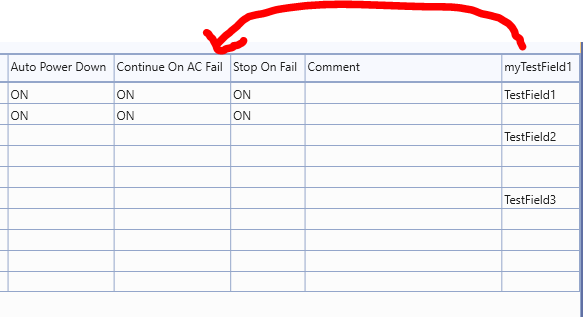 Auto Power Down Continue On AC Fail Stop On Fail Comment myTestField1
ON ON ON TestField1
ON ON ON
TestField2
TestField3